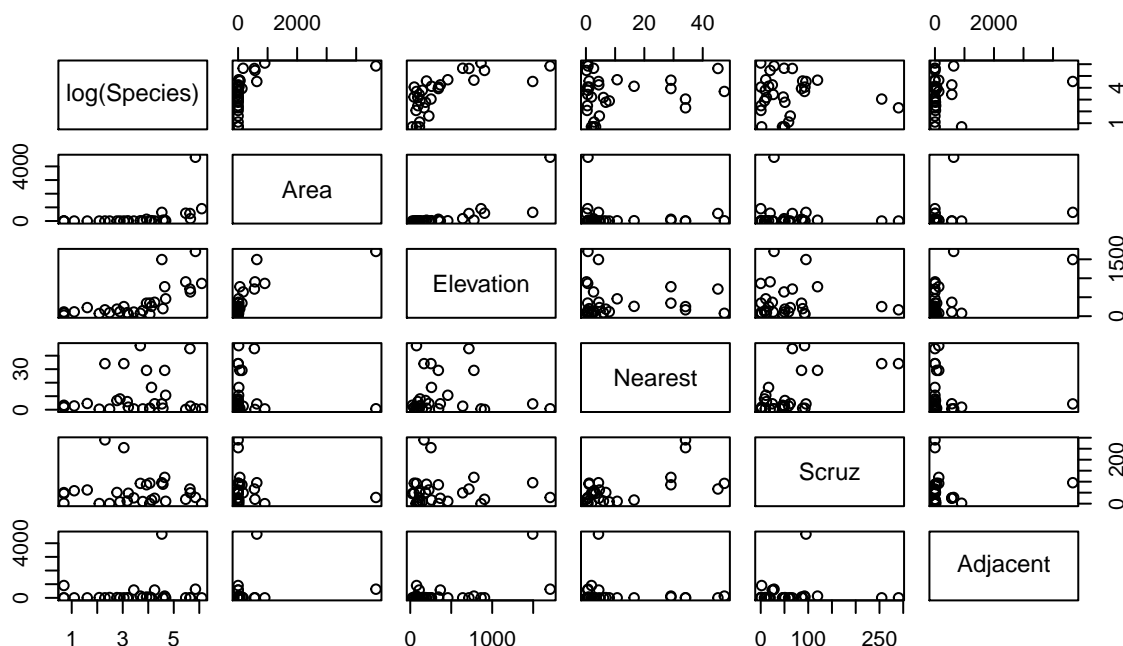 0 2000 0 20 40 0 2000
log(Species) 1 4
0 4000 Area
Elevation 0 1500
0 30 Nearest
Scruz 0 200
0 4000 Adjacent
1 3 5 0 1000 0 100 250